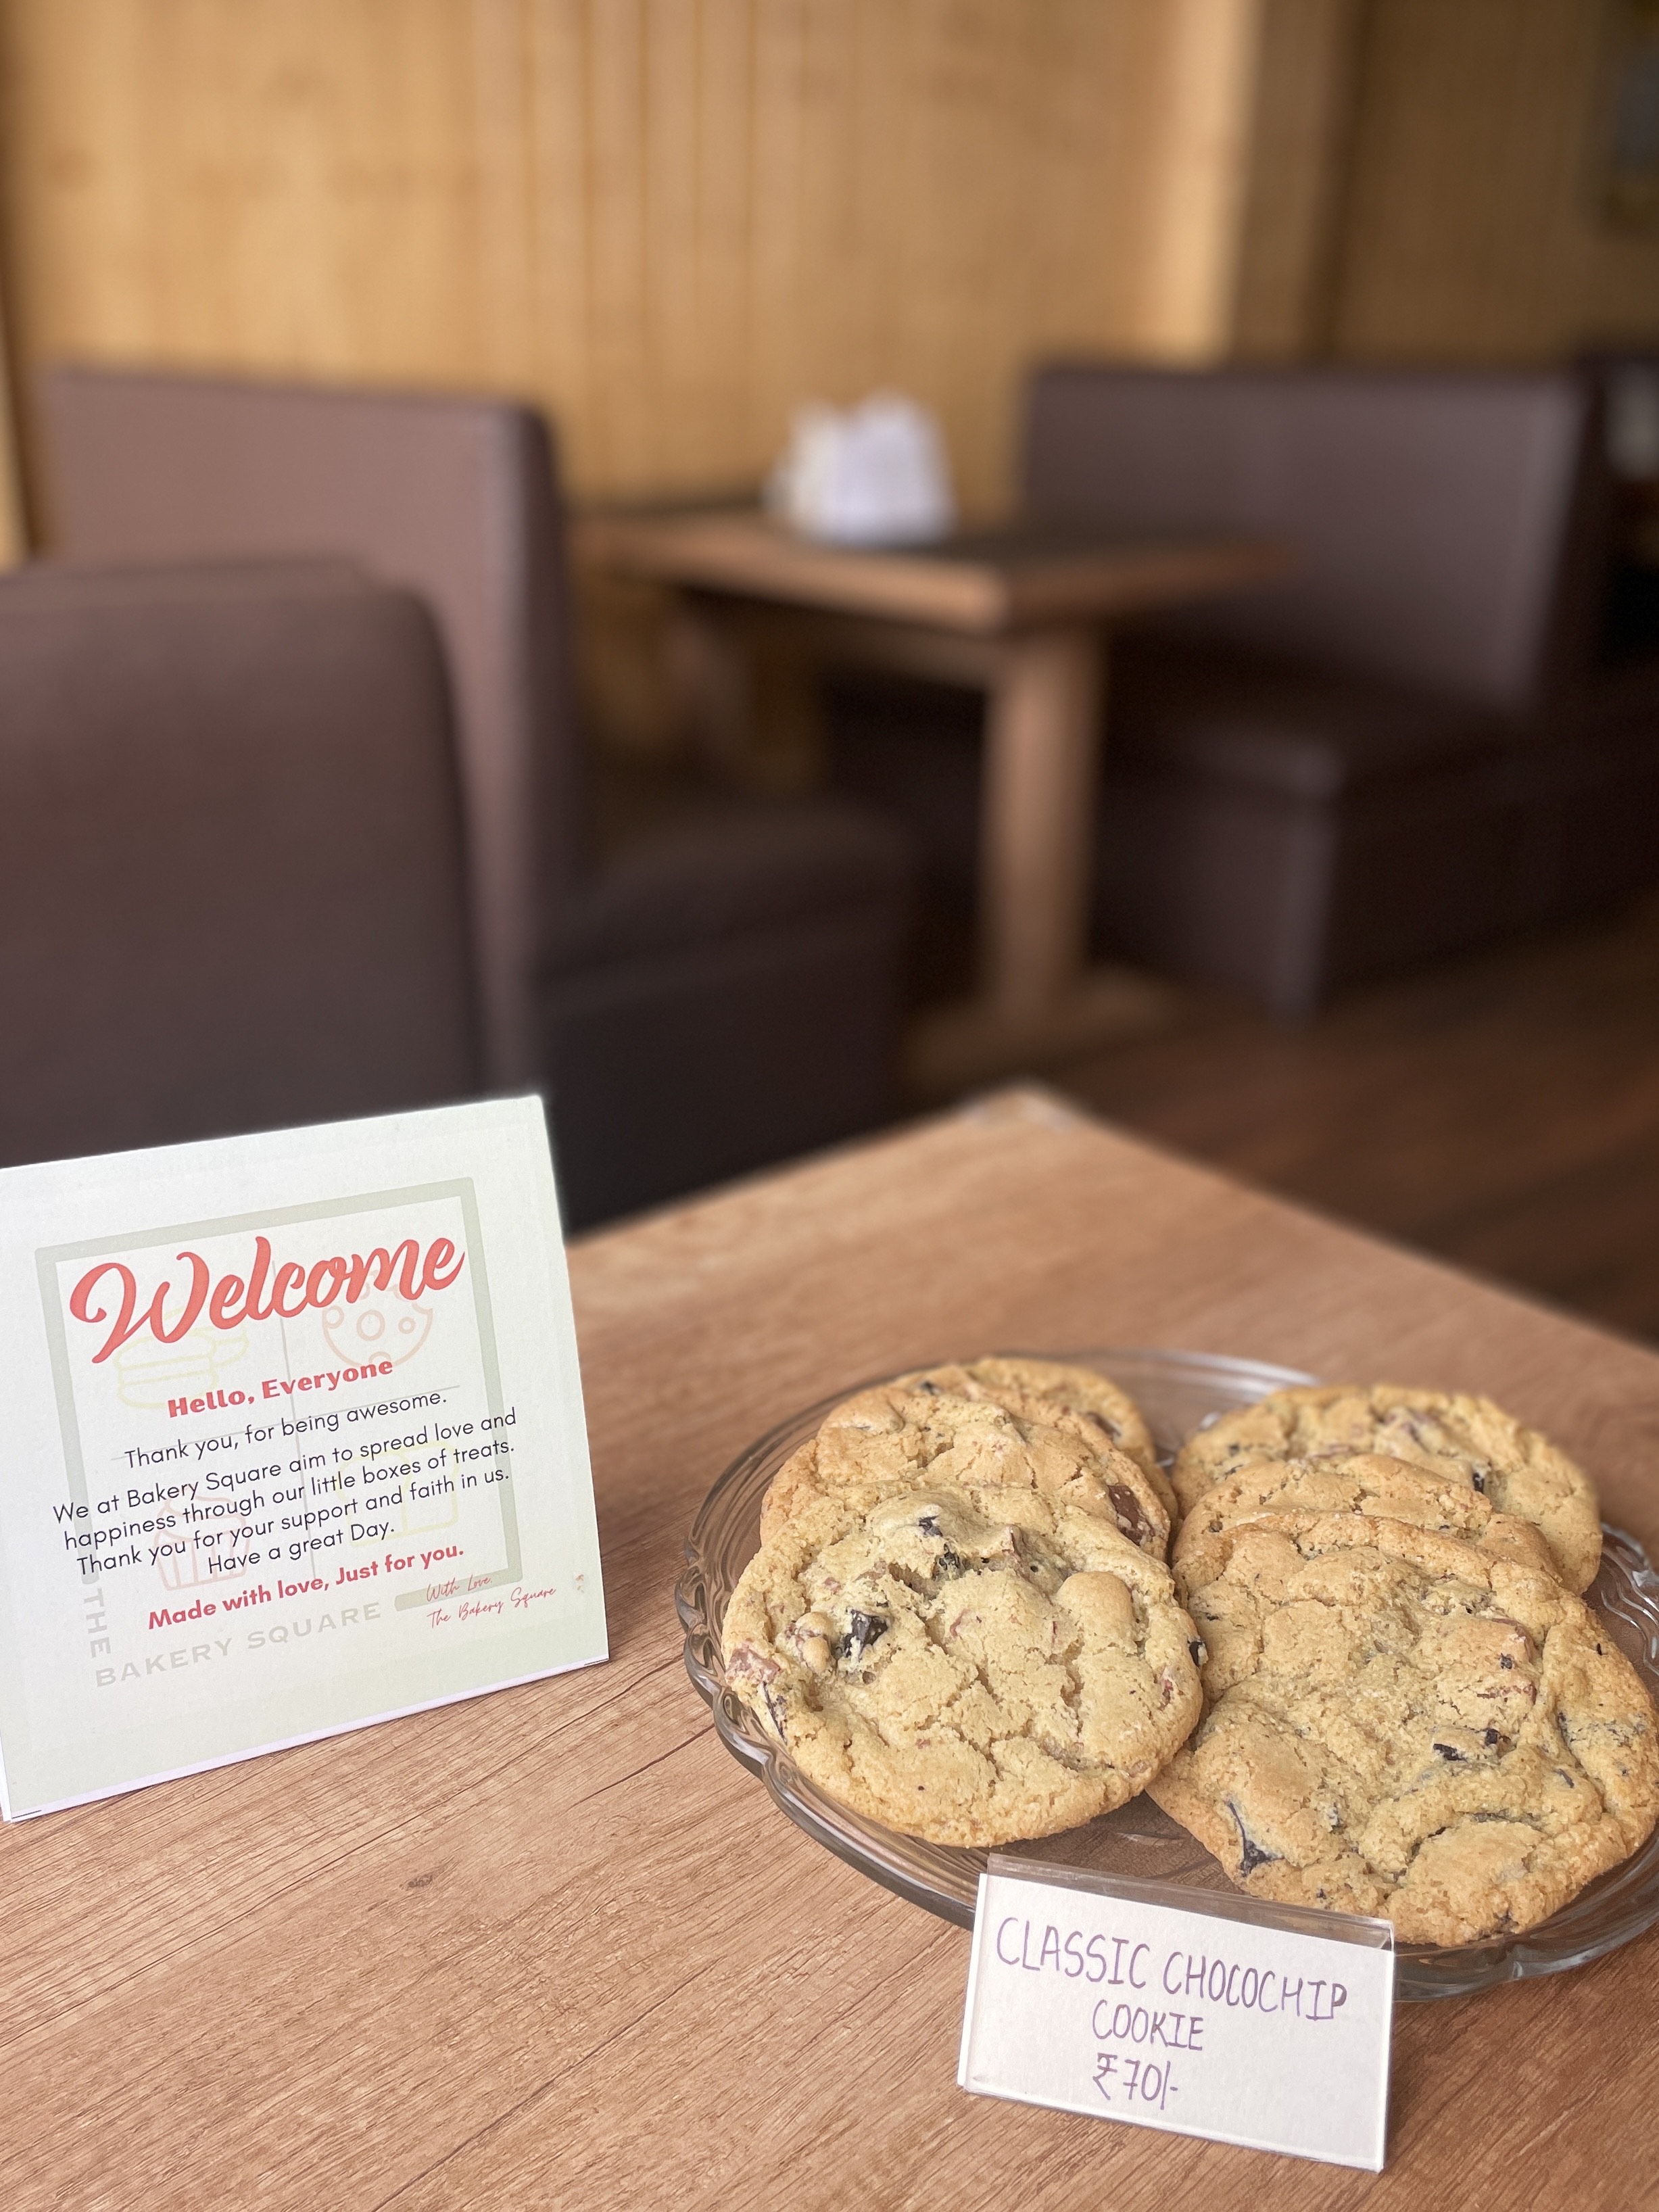 Welcome
Hello, Everyone
Thank you, for being awesome.
We at Bakery Square aim to spread love and
happiness through our little boxes of treats.
Thank you for your support and faith in us.
Have a great Day.
Made with love, Just for you.
With Love
The Bakery Square
THE
BAKERY SQUARE
CLASSIC CHOCOCHIP
COOKIE
₹70/-